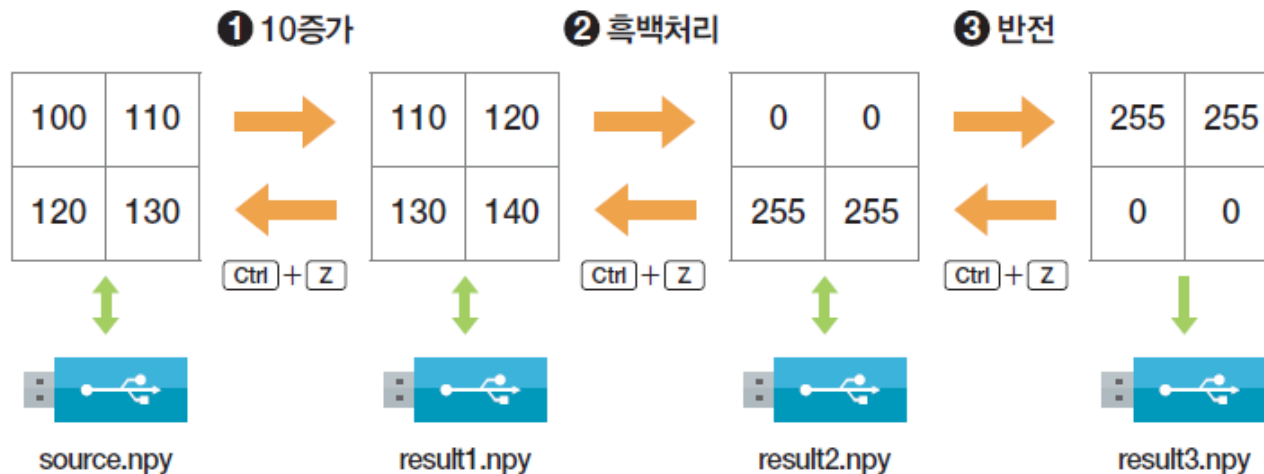 ❶ 10증가 ❷ 흑백처리 ❸ 반전
100 110 110 120 0 0 255 255
120 130 130 140 255 255 0 0
Ctrl + Z Ctrl + Z Ctrl + Z
source.npy result1.npy result2.npy result3.npy